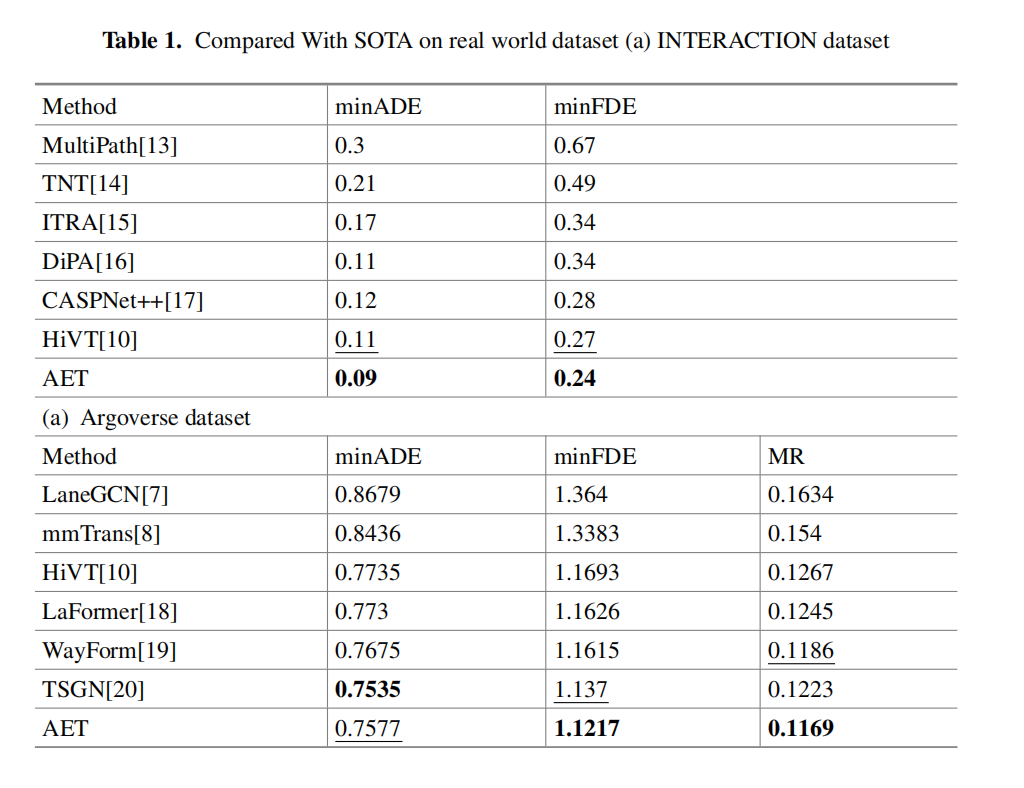 Table 1. Compared With SOTA on real world dataset (a) INTERACTION dataset
Method minADE minFDE
MultiPath[13] 0.3 0.67
TNT[14] 0.21 0.49
ITRA[15] 0.17 0.34
DiPA[16] 0.11 0.34
CASPNet++[17] 0.12 0.28
HiVT[10] 0.11 0.27
AET 0.09 0.24
(a) Argoverse dataset
Method minADE minFDE MR
LaneGCN[7] 0.8679 1.364 0.1634
mmTrans[8] 0.8436 1.3383 0.154
HiVT[10] 0.7735 1.1693 0.1267
LaFormer[18] 0.773 1.1626 0.1245
WayForm[19] 0.7675 1.1615 0.1186
TSGN[20] 0.7535 1.137 0.1223
AET 0.7577 1.1217 0.1169